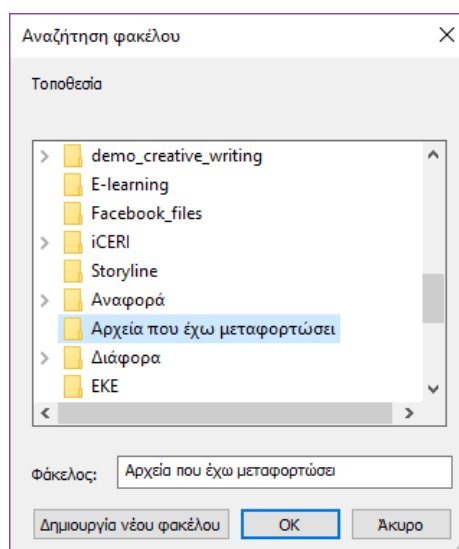 Αναζήτηση φακέλου
Τοποθεσία
demo_creative_writing
E-learning
Facebook_files
iCERI
Storyline
Αναφορά
Αρχεία που έχω μεταφορτώσει
Διάφορα
ΕΚΕ
Φάκελος: Αρχεία που έχω μεταφορτώσει
Δημιουργία νέου φακέλου OK Άκυρο